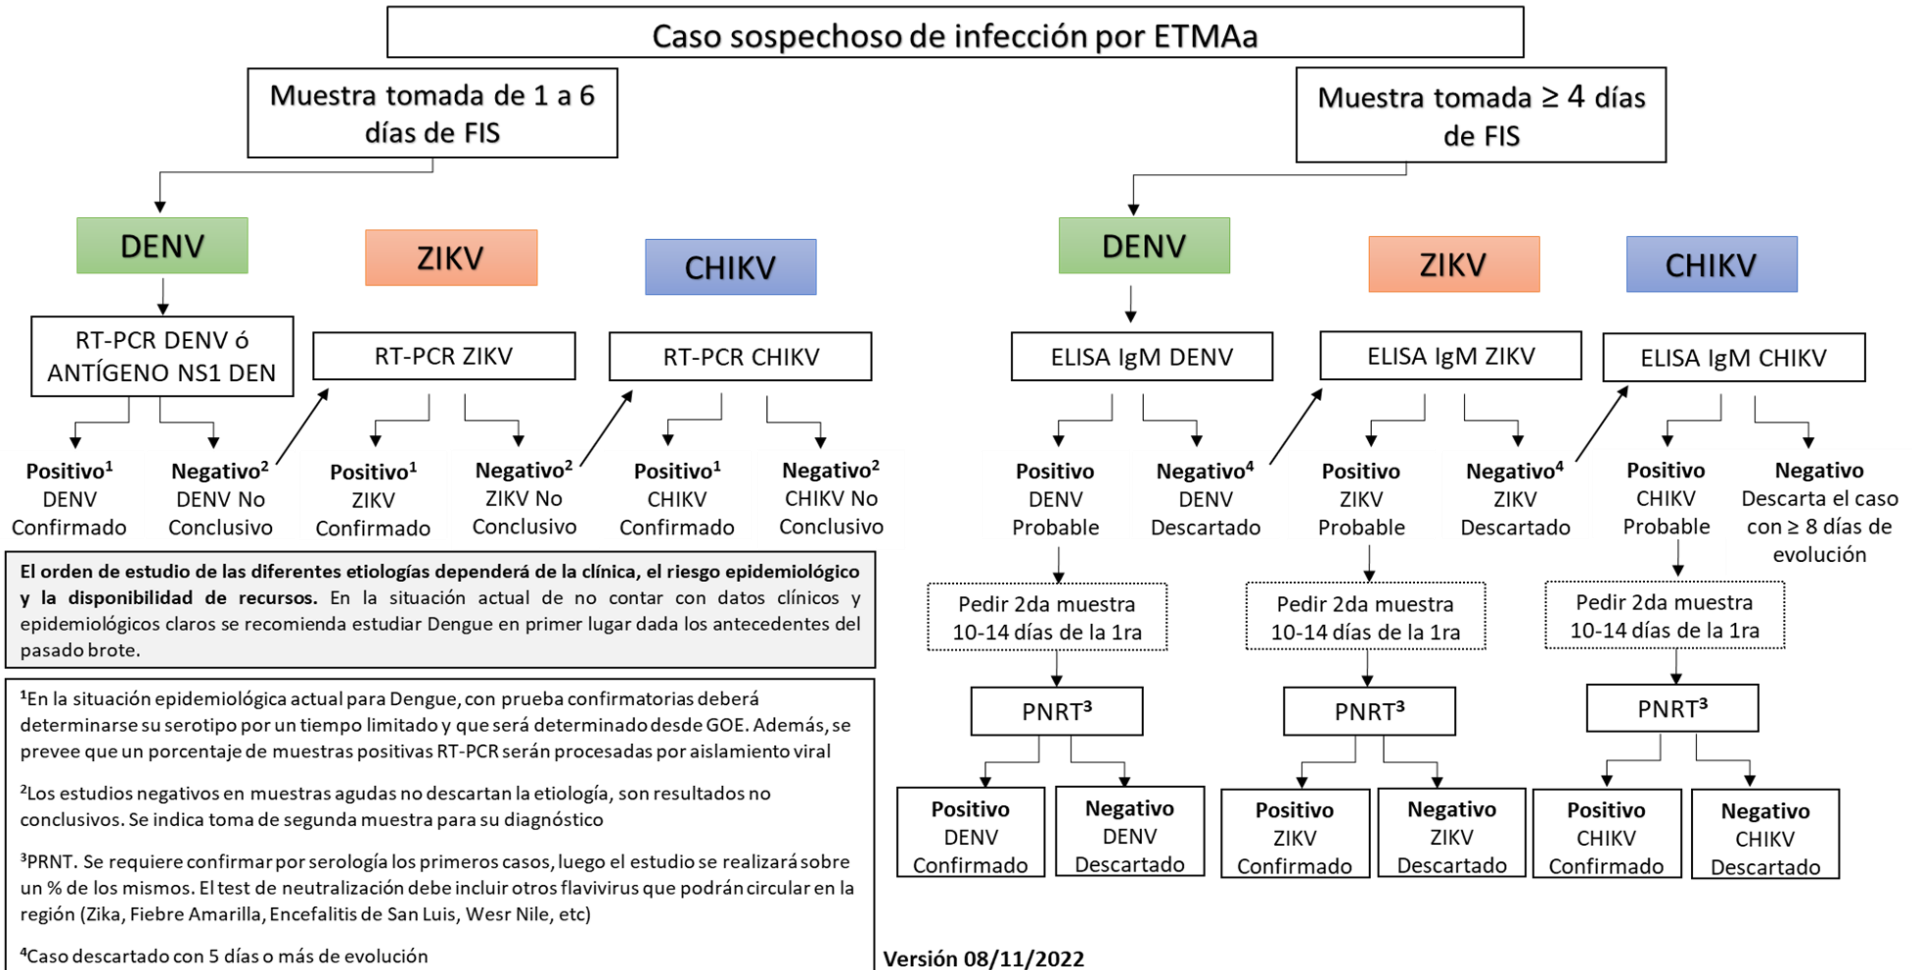 Caso sospechoso de infección por ETMAa
Muestra tomada de 1 a 6
días de FIS
DENV
ZIKV
CHIKV
RT-PCR DENV ó
ANTÍGENO NS1 DEN
RT-PCR ZIKV
RT-PCR CHIKV
Positivo¹
DENV
Confirmado
Negativo²
DENV No
Conclusivo
Positivo¹
ZIKV
Confirmado
Negativo²
ZIKV No
Conclusivo
Positivo¹
CHIKV
Confirmado
Negativo²
CHIKV No
Conclusivo
El orden de estudio de las diferentes etiologías dependerá de la clínica, el riesgo epidemiológico
y la disponibilidad de recursos. En la situación actual de no contar con datos clínicos y
epidemiológicos claros se recomienda estudiar Dengue en primer lugar dada los antecedentes del
pasado brote.
¹En la situación epidemiológica actual para Dengue, con prueba confirmatorias deberá
determinarse su serotipo por un tiempo limitado y que será determinado desde GOE. Además, se
prevee que un porcentaje de muestras positivas RT-PCR serán procesadas por aislamiento viral
²Los estudios negativos en muestras agudas no descartan la etiología, son resultados no
conclusivos. Se indica toma de segunda muestra para su diagnóstico
³PRNT. Se requiere confirmar por serología los primeros casos, luego el estudio se realizará sobre
un % de los mismos. El test de neutralización debe incluir otros flavivirus que podrán circular en la
región (Zika, Fiebre Amarilla, Encefalitis de San Luis, Wesr Nile, etc)
⁴Caso descartado con 5 días o más de evolución
Muestra tomada ≥ 4 días
de FIS
DENV
ZIKV
CHIKV
ELISA IgM DENV
ELISA IgM ZIKV
ELISA IgM CHIKV
Positivo
DENV
Probable
Negativo⁴
DENV
Descartado
Positivo
ZIKV
Probable
Negativo⁴
ZIKV
Descartado
Positivo
CHIKV
Probable
Negativo
Descarta el caso
con ≥ 8 días de
evolución
Pedir 2da muestra
10-14 días de la 1ra
Pedir 2da muestra
10-14 días de la 1ra
Pedir 2da muestra
10-14 días de la 1ra
PNRT³
PNRT³
PNRT³
Positivo
DENV
Confirmado
Negativo
DENV
Descartado
Positivo
ZIKV
Confirmado
Negativo
ZIKV
Descartado
Positivo
CHIKV
Confirmado
Negativo
CHIKV
Descartado
Versión 08/11/2022